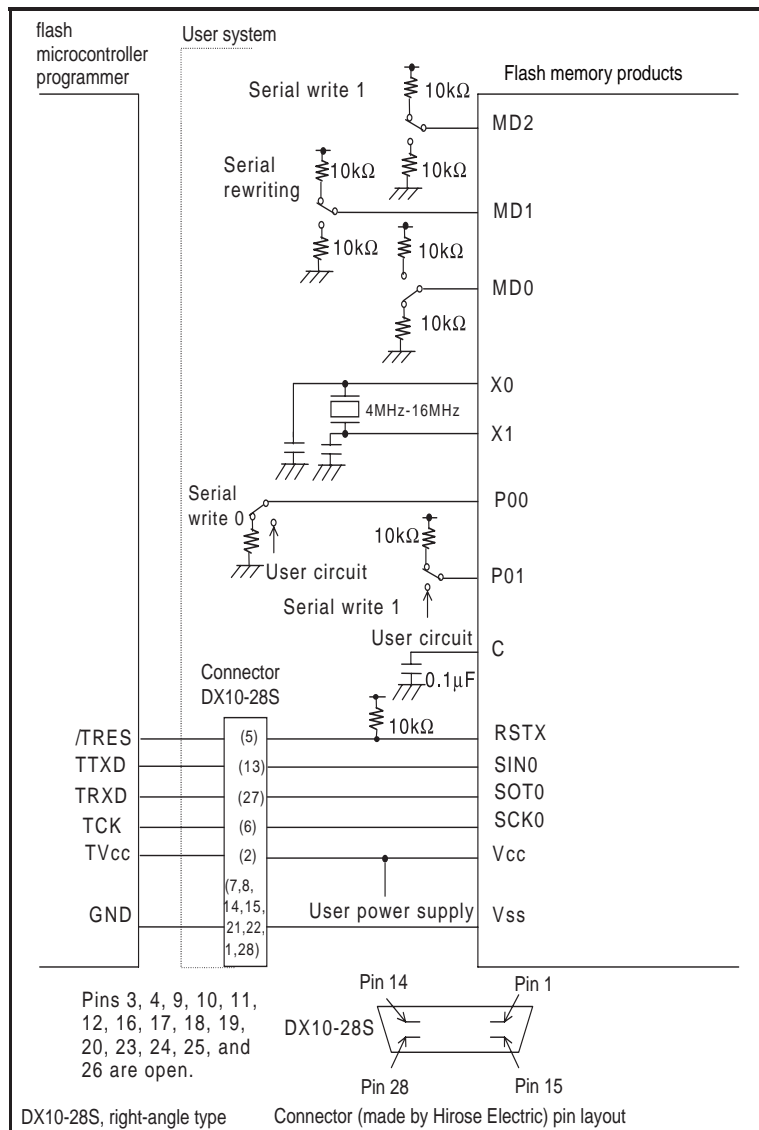 flash
microcontroller
programmer
User system
Flash memory products
Serial write 1
10kΩ
MD2
10kΩ
Serial
rewriting
10kΩ
MD1
10kΩ
10kΩ
MD0
10kΩ
X0
4MHz-16MHz
X1
Serial
write 0
P00
10kΩ
User circuit
P01
Serial write 1
User circuit
C
0.1µF
Connector
DX10-28S
10kΩ
/TRES
(5)
RSTX
TTXD
(13)
SIN0
TRXD
(27)
SOT0
TCK
(6)
SCK0
TVcc
(2)
Vcc
(7,8,
14,15,
21,22,
1,28)
User power supply
GND
Vss
Pins 3, 4, 9, 10, 11,
12, 16, 17, 18, 19,
20, 23, 24, 25, and
26 are open.
Pin 14
Pin 1
DX10-28S
Pin 28
Pin 15
DX10-28S, right-angle type
Connector (made by Hirose Electric) pin layout